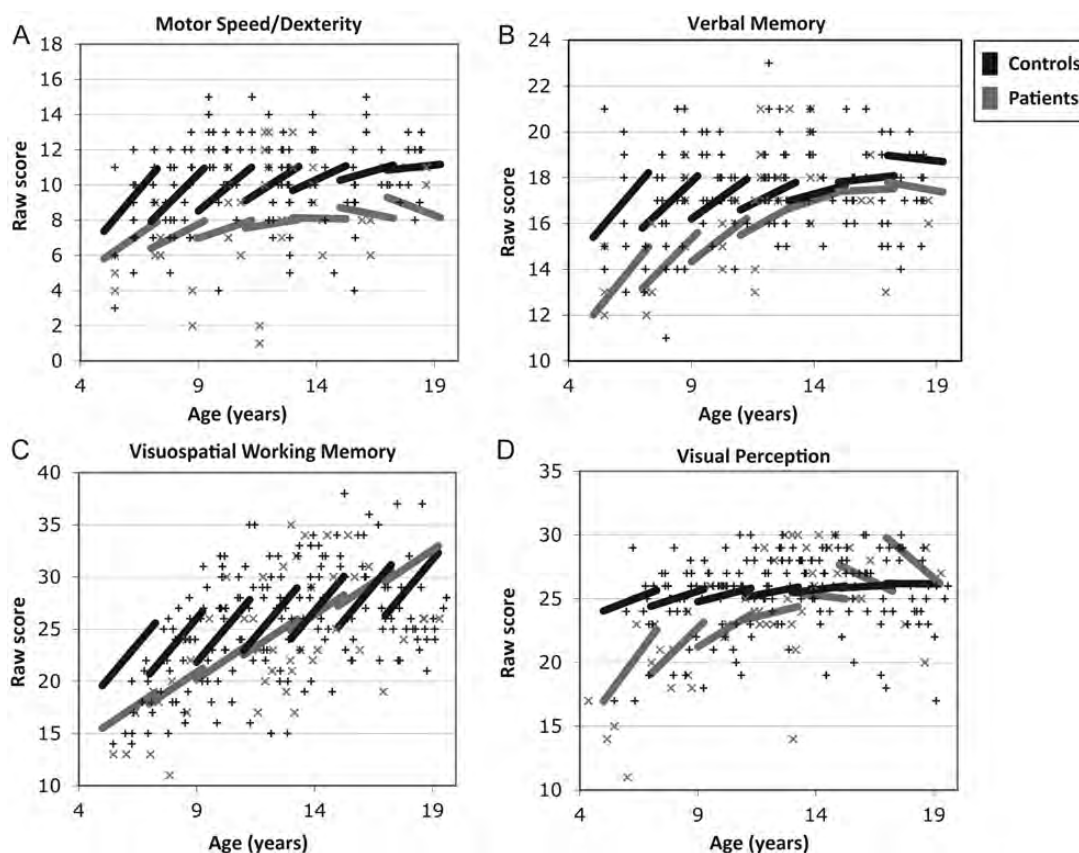 A
Motor Speed/Dexterity
18
16
14
12
10
8
6
4
2
0
Raw score
4
9
14
19
Age (years)
B
Verbal Memory
24
22
20
18
16
14
12
10
Raw score
4
9
14
19
Age (years)
Controls
Patients
C
Visuospatial Working Memory
40
35
30
25
20
15
10
Raw score
4
9
14
19
Age (years)
D
Visual Perception
35
30
25
20
15
10
Raw score
4
9
14
19
Age (years)